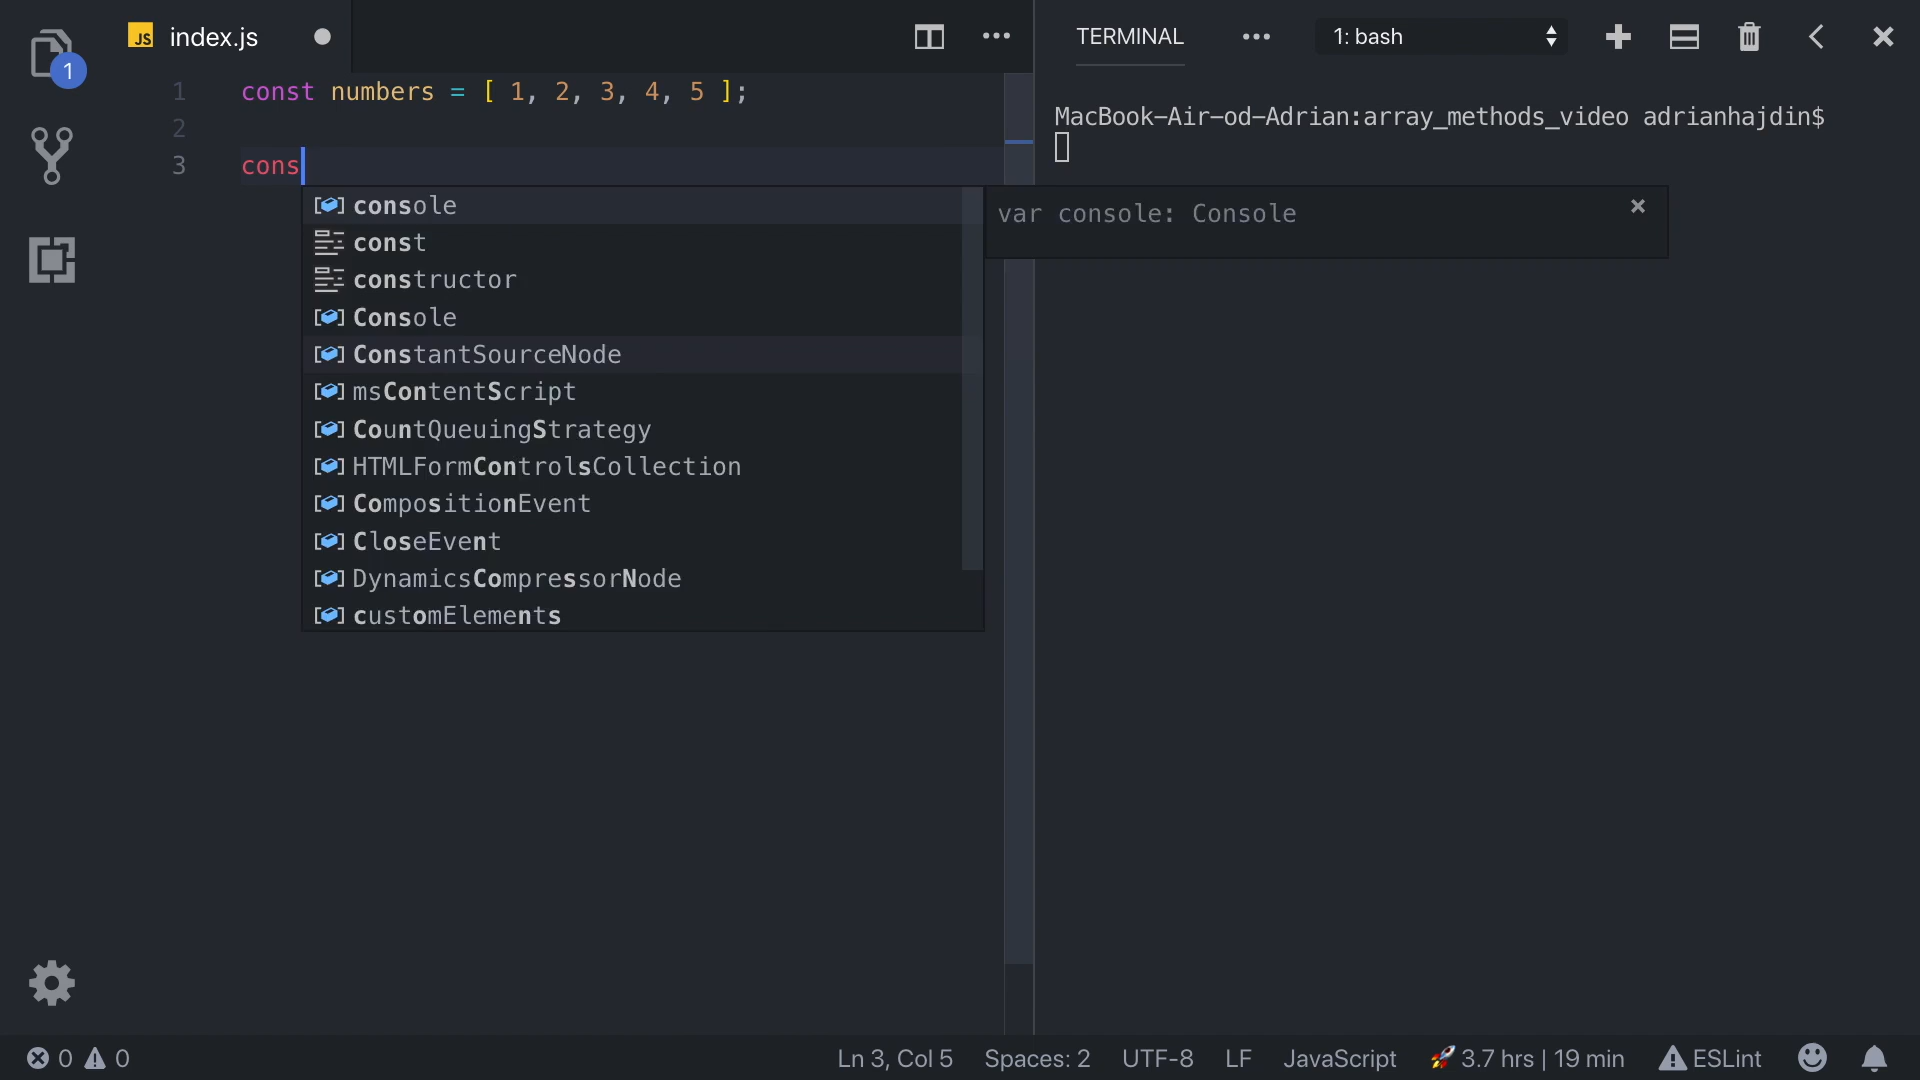 JS index.js
TERMINAL
1: bash
1
1 const numbers = [ 1, 2, 3, 4, 5 ];
2
3 cons
MacBook-Air-od-Adrian:array_methods_video adrianhajdin$
console
const
constructor
Console
ConstantSourceNode
msContentScript
CountQueuingStrategy
HTMLFormControlsCollection
CompositionEvent
CloseEvent
DynamicsCompressorNode
customElements
var console: Console
0 0 Ln 3, Col 5 Spaces: 2 UTF-8 LF JavaScript 🚀 3.7 hrs | 19 min ESLint